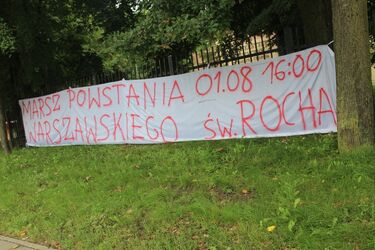 MARSZ POWSTANIA 01.08 16:00
WARSZAWSKIEGO ŚW. ROCHA